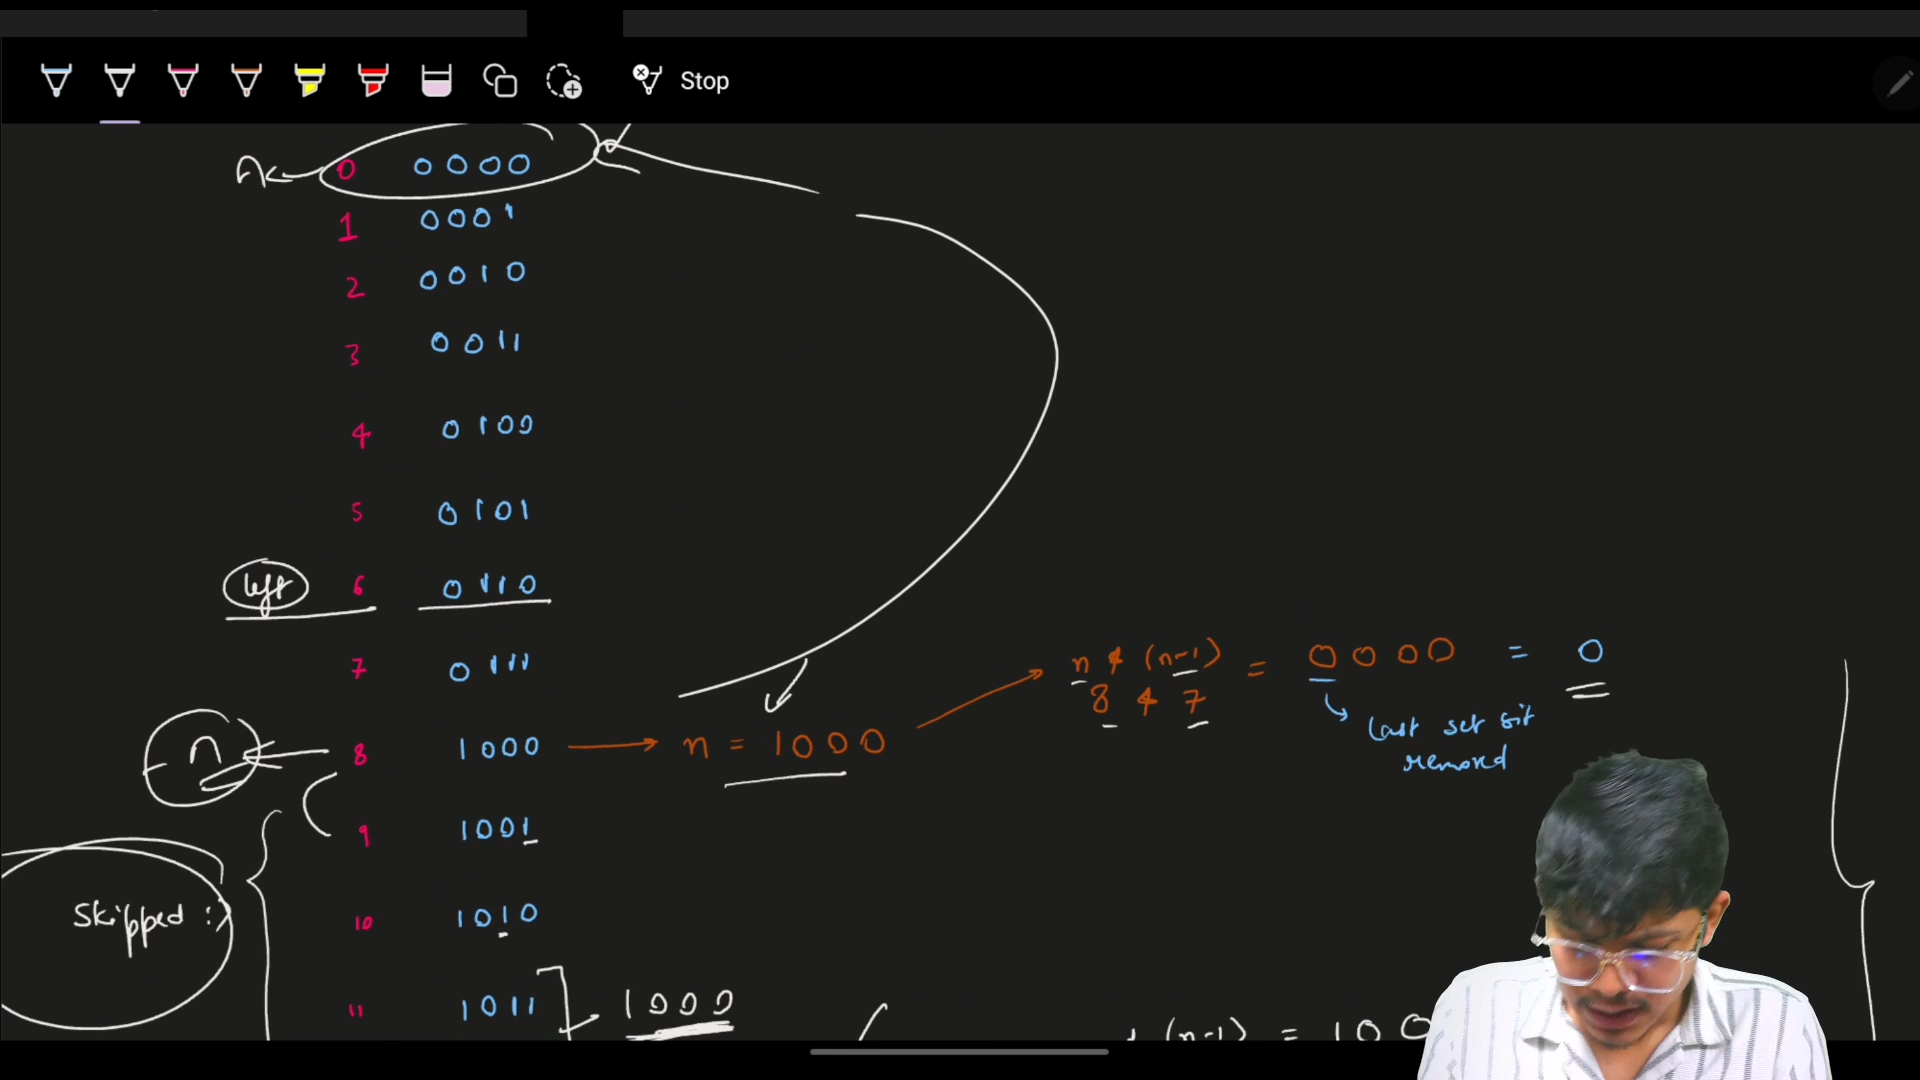 Stop
n ← 0 0000
1 0001
2 0010
3 0011
4 0100
5 0101
left 6 0110
7 0111
n & (n-1) = 0000 = 0
8 & 7
last set bit
removed
n 8 1000 → n = 1000
9 1001
Skipped :)
10 1010
11 1011 1000
(n-1) = 100